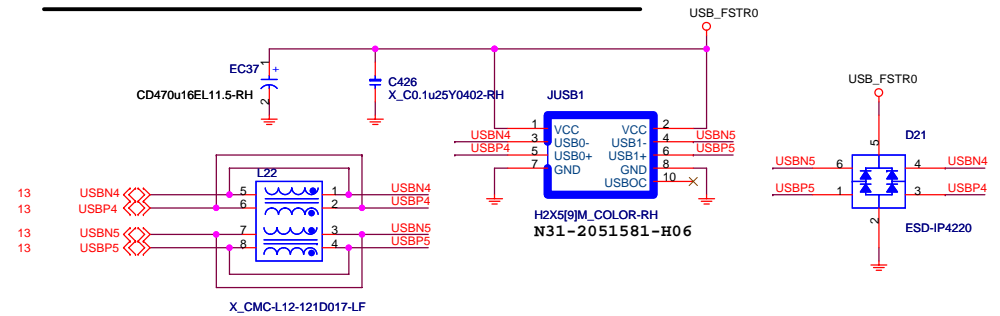 USB_FSTR0
EC37 1 +
2
CD470u16EL11.5-RH
C426
X_C0.1u25Y0402-RH
JUSB1
1 VCC VCC 2
USBN4 3 USB0- USB1- 4 USBN5
USBP4 5 USB0+ USB1+ 6 USBP5
7 GND GND 8
USBOC 10
H2X5[9]M_COLOR-RH
N31-2051581-H06
USB_FSTR0
D21
5
USBN5 6 4 USBN4
USBP5 1 3 USBP4
2
ESD-IP4220
L22
13 USBN4 5 1 USBN4
13 USBP4 6 2 USBP4
13 USBN5 7 3 USBN5
13 USBP5 8 4 USBP5
X_CMC-L12-121D017-LF